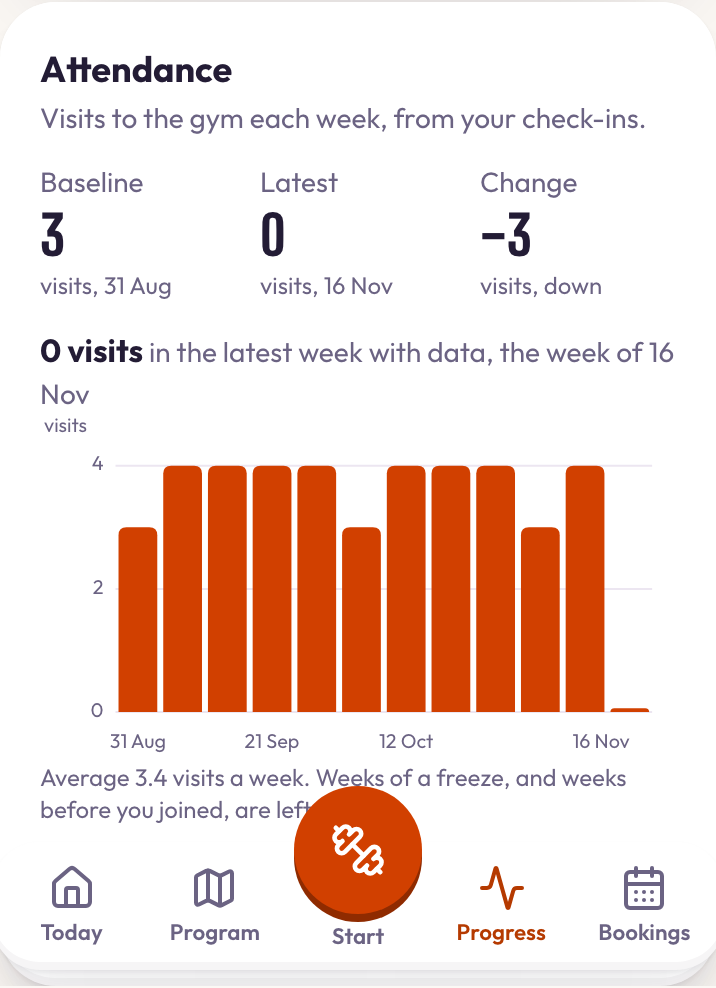 Attendance
Visits to the gym each week, from your check-ins.
Baseline
Latest
Change
3
0
−3
visits, 31 Aug
visits, 16 Nov
visits, down
0 visits in the latest week with data, the week of 16
Nov
visits
4
2
0
31 Aug
21 Sep
12 Oct
16 Nov
Average 3.4 visits a week. Weeks of a freeze, and weeks
before you joined, are left
Today
Program
Start
Progress
Bookings